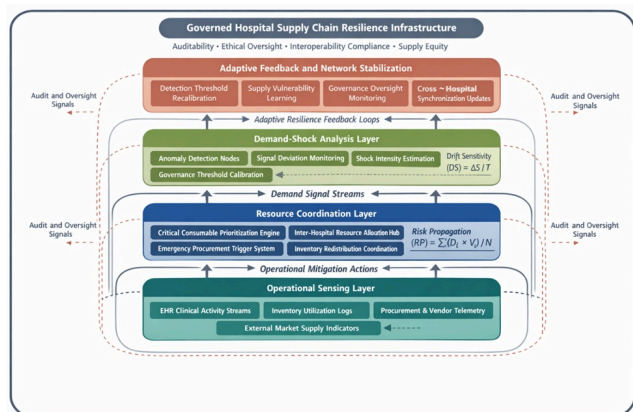 Governed Hospital Supply Chain Resilience Infrastructure
Auditability • Ethical Oversight • Interoperability Compliance • Supply Equity
Adaptive Feedback and Network Stabilization
Detection Threshold
Recalibration
Supply Vulnerability
Learning
Governance Oversight
Monitoring
Cross ~ Hospital
Synchronization Updates
Audit and Oversight
Signals
Audit and Oversight
Signals
Adaptive Resilience Feedback Loops
Demand-Shock Analysis Layer
Anomaly Detection Nodes
Signal Deviation Monitoring
Shock Intensity Estimation
Drift Sensitivity
(DS) = ΔS / T
Governance Threshold Calibration
Demand Signal Streams
Resource Coordination Layer
Audit and Oversight
Signals
Audit and Oversight
Signals
Critical Consumable Prioritization Engine
Inter-Hospital Resource Allocation Hub
Risk Propagation
(RP) = Σ(Dᵢ × Vᵢ) / N
Emergency Procurement Trigger System
Inventory Redistribution Coordination
Operational Mitigation Actions
Operational Sensing Layer
EHR Clinical Activity Streams
Inventory Utilization Logs
Procurement & Vendor Telemetry
External Market Supply Indicators